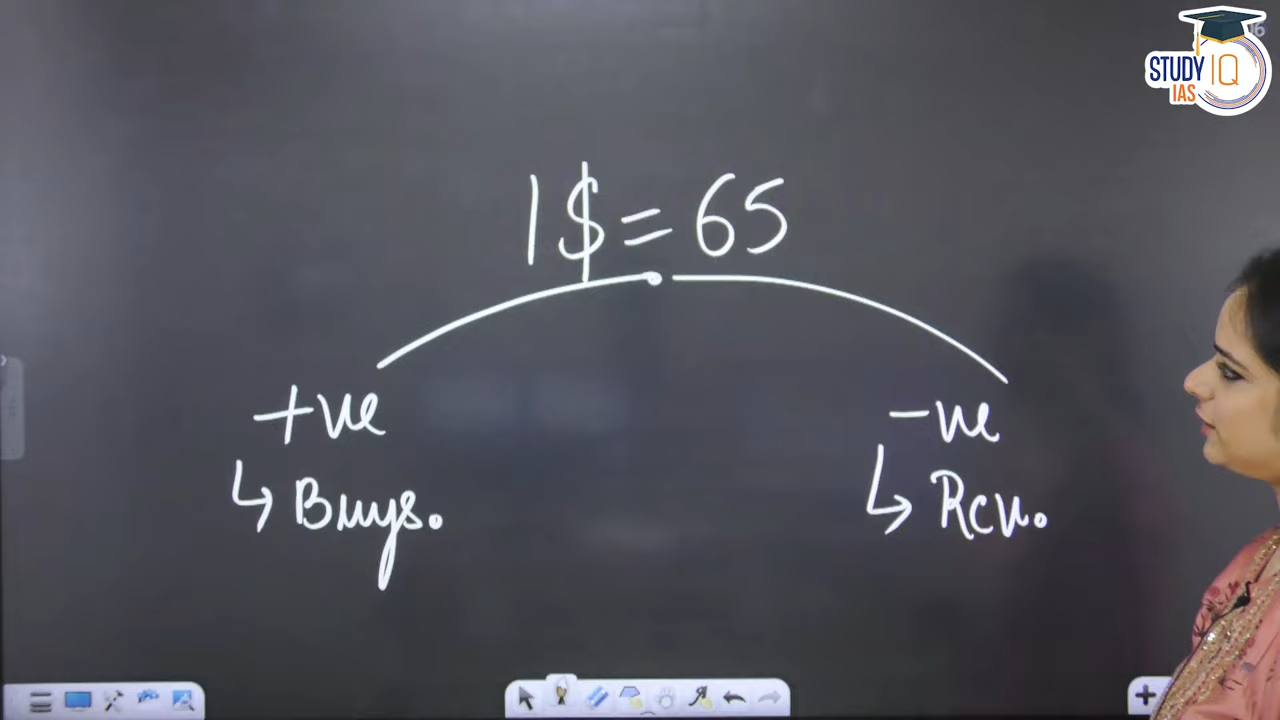 STUDY IQ
IAS
1 $ = 65
+ve
-ve
↳ Buys.
↳ Rcv.